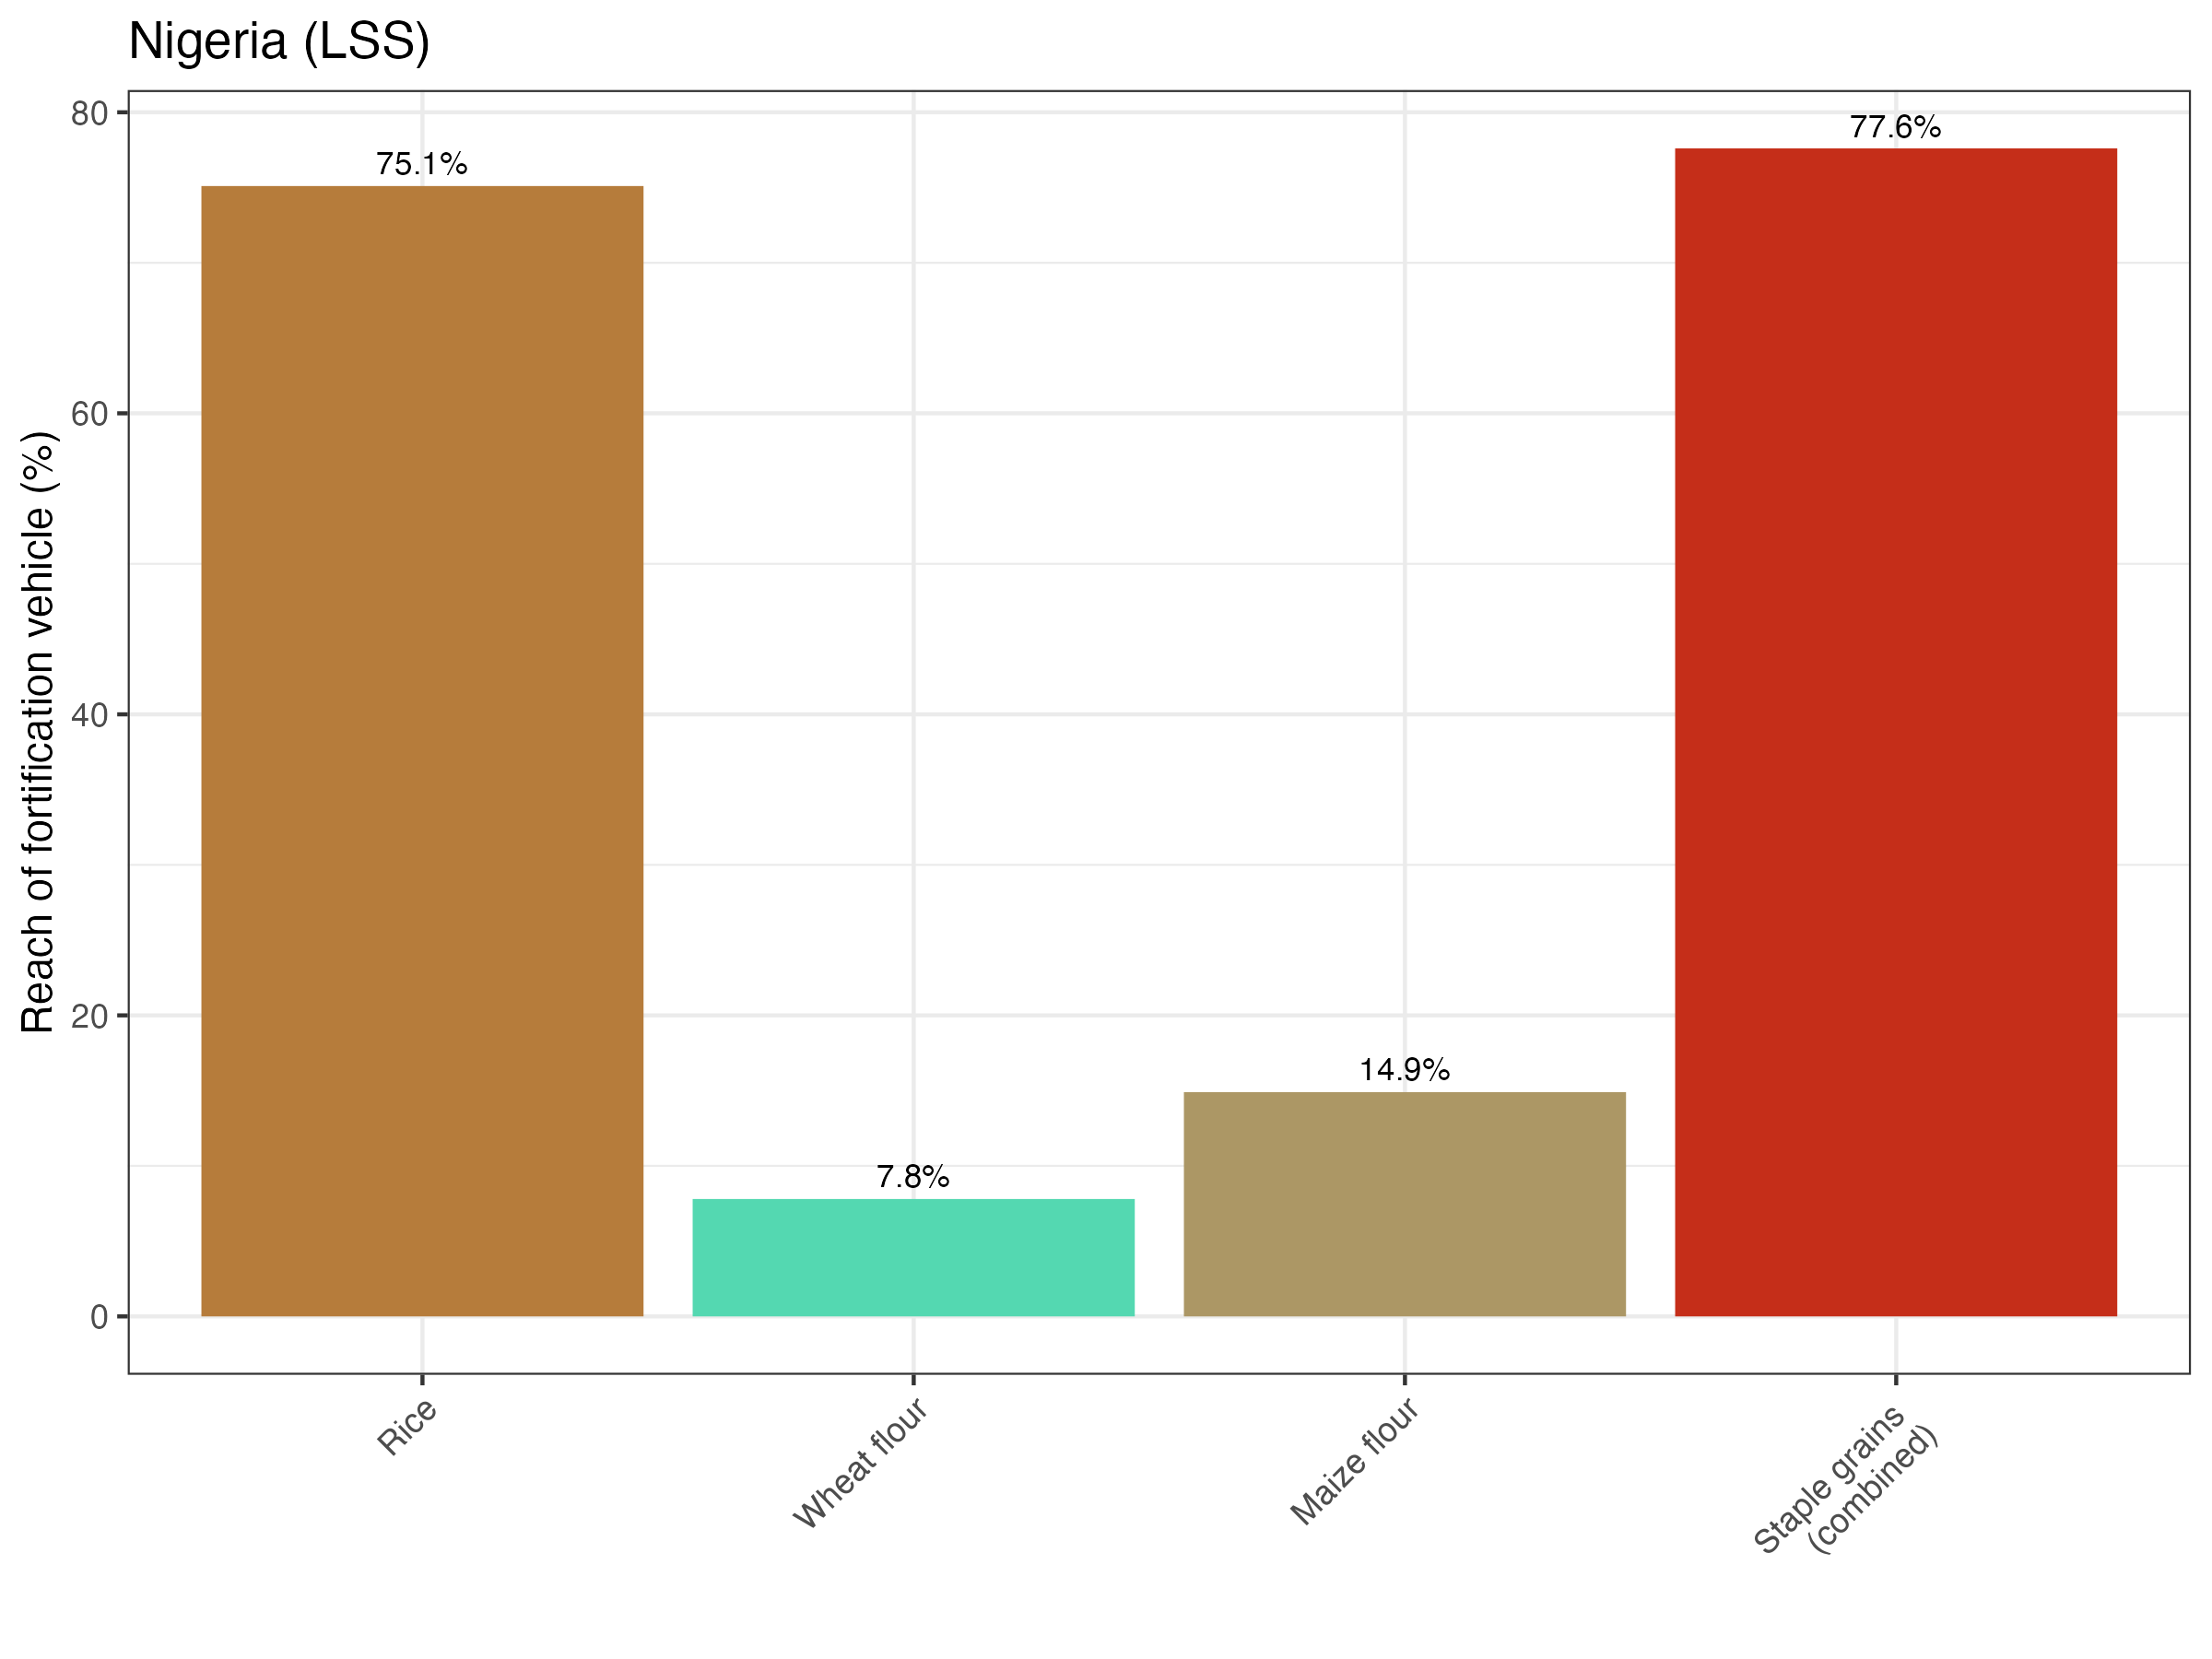 Nigeria (LSS)
Reach of fortification vehicle (%)
80
60
40
20
0
75.1%
7.8%
14.9%
77.6%
Rice
Wheat flour
Maize flour
Staple grains
(combined)